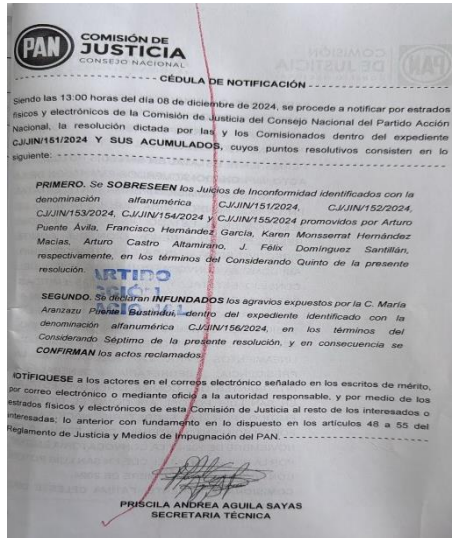 PAN
COMISIÓN DE
JUSTICIA
CONSEJO NACIONAL
CÉDULA DE NOTIFICACIÓN
Siendo las 13:00 horas del día 08 de diciembre de 2024, se procede a notificar por estrados
físicos y electrónicos de la Comisión de Justicia del Consejo Nacional del Partido Acción
Nacional, la resolución dictada por las y los Comisionados dentro del expediente
CJ/JIN/151/2024 Y SUS ACUMULADOS, cuyos puntos resolutivos consisten en lo
siguiente:
PRIMERO. Se SOBRESEEN los Juicios de Inconformidad identificados con la
denominación alfanumérica CJ/JIN/151/2024, CJ/JIN/152/2024,
CJ/JIN/153/2024, CJ/JIN/154/2024 y CJ/JIN/155/2024 promovidos por Arturo
Puente Ávila, Francisco Hernández García, Karen Monsserrat Hernández
Macías, Arturo Castro Altamirano, J. Félix Domínguez Santillán,
respectivamente, en los términos del Considerando Quinto de la presente
resolución.
SEGUNDO. Se declaran INFUNDADOS los agravios expuestos por la C. María
Aranzazu Puente Bustindui, dentro del expediente identificado con la
denominación alfanumérica CJ/JIN/156/2024, en los términos del
Considerando Séptimo de la presente resolución, y en consecuencia se
CONFIRMAN los actos reclamados.
NOTIFÍQUESE a los actores en el correo electrónico señalado en los escritos de mérito,
por correo electrónico o mediante oficio a la autoridad responsable, y por medio de los
estrados físicos y electrónicos de esta Comisión de Justicia al resto de los interesados o
interesadas; lo anterior con fundamento en lo dispuesto en los artículos 48 a 55 del
Reglamento de Justicia y Medios de Impugnación del PAN.
PRISCILA ANDREA AGUILA SAYAS
SECRETARIA TÉCNICA